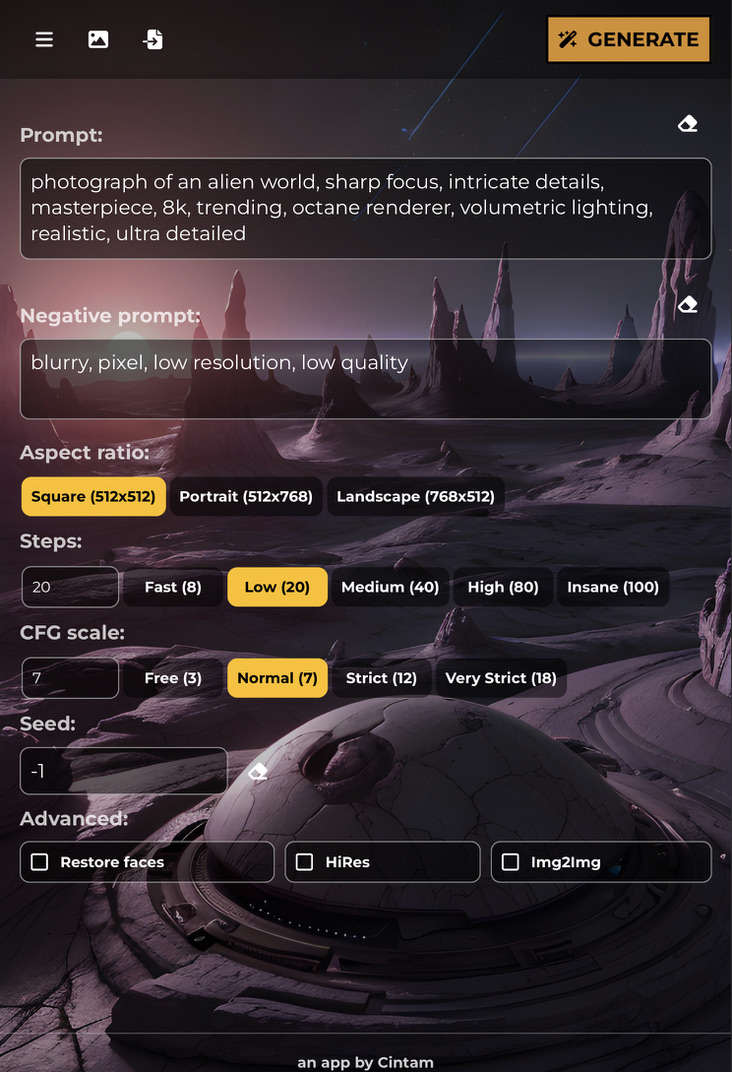 GENERATE
Prompt:
photograph of an alien world, sharp focus, intricate details,
masterpiece, 8k, trending, octane renderer, volumetric lighting,
realistic, ultra detailed
Negative prompt:
blurry, pixel, low resolution, low quality
Aspect ratio:
Square (512x512) Portrait (512x768) Landscape (768x512)
Steps:
20 Fast (8) Low (20) Medium (40) High (80) Insane (100)
CFG scale:
7 Free (3) Normal (7) Strict (12) Very Strict (18)
Seed:
-1
Advanced:
Restore faces HiRes Img2Img
an app by Cintam